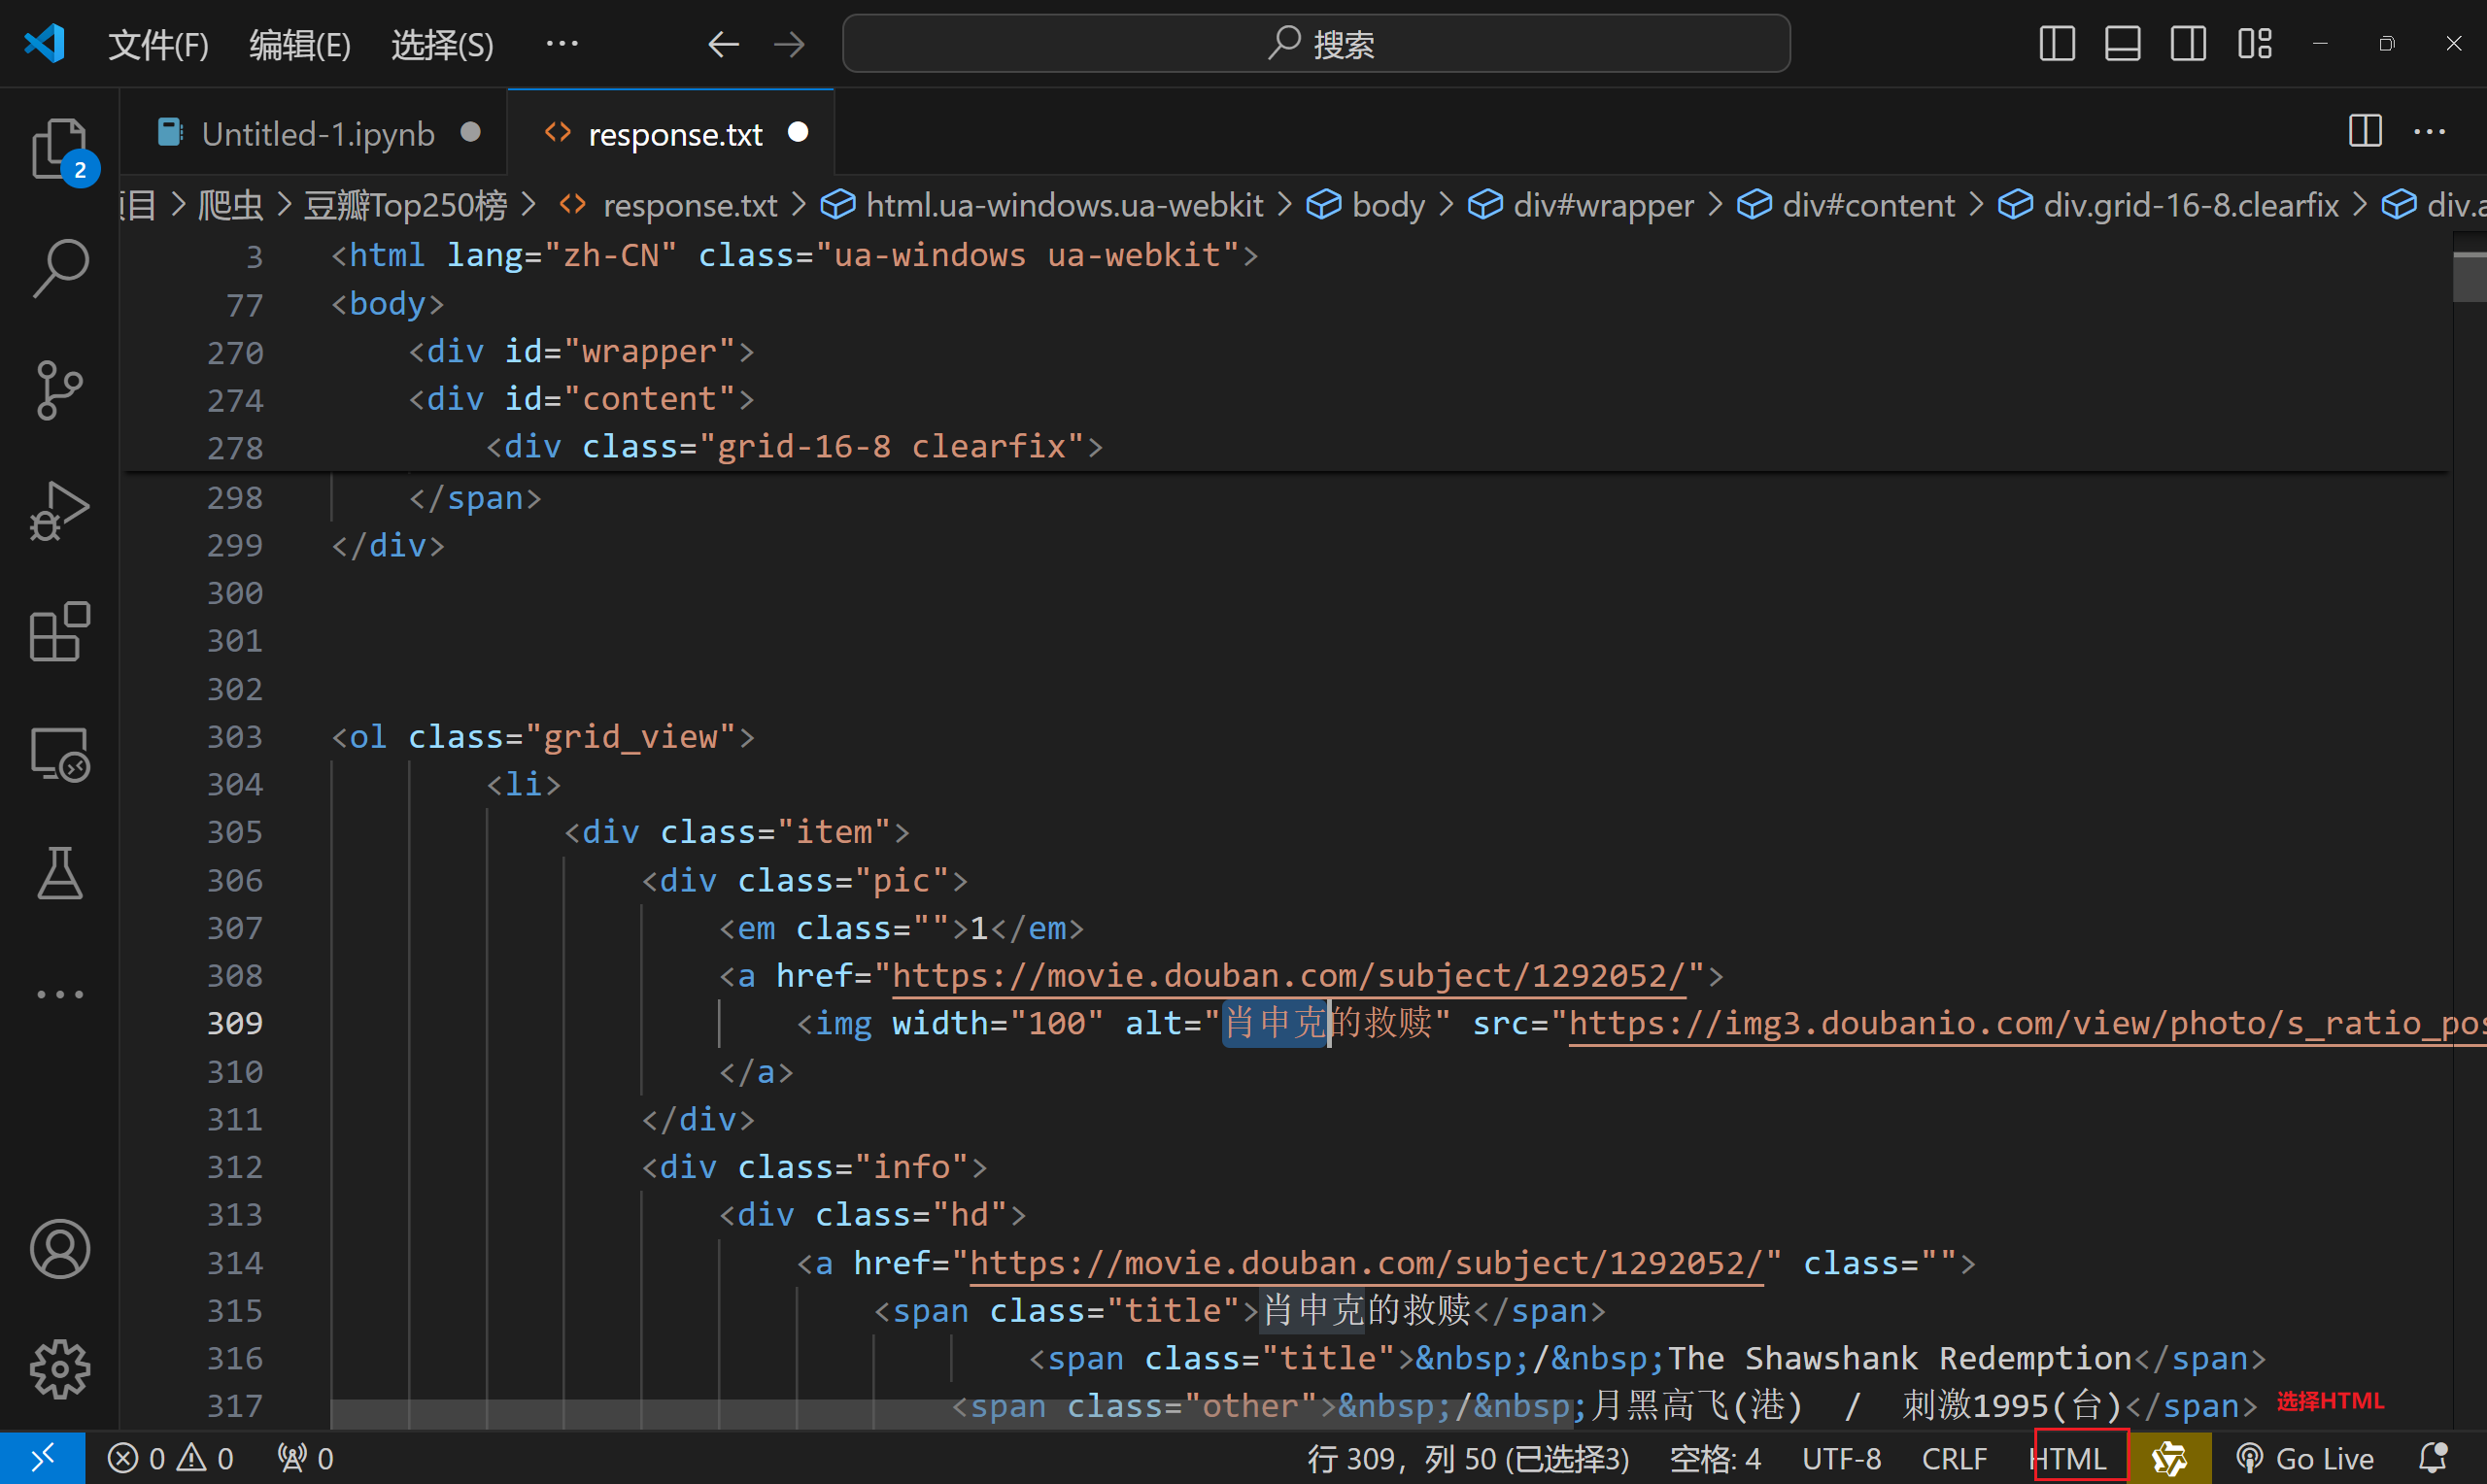 文件(F) 编辑(E) 选择(S) ··· 搜索
Untitled-1.ipynb response.txt
2
项目 > 爬虫 > 豆瓣Top250榜 > response.txt > html.ua-windows.ua-webkit > body > div#wrapper > div#content > div.grid-16-8.clearfix > div.a
3 <html lang="zh-CN" class="ua-windows ua-webkit">
77 <body>
270 <div id="wrapper">
274 <div id="content">
278 <div class="grid-16-8 clearfix">
298 </span>
299 </div>
300
301
302
303 <ol class="grid_view">
304 <li>
305 <div class="item">
306 <div class="pic">
307 <em class="">1</em>
308 <a href="https://movie.douban.com/subject/1292052/">
309 <img width="100" alt="肖申克的救赎" src="https://img3.doubanio.com/view/photo/s_ratio_pos
310 </a>
311 </div>
312 <div class="info">
313 <div class="hd">
314 <a href="https://movie.douban.com/subject/1292052/" class="">
315 <span class="title">肖申克的救赎</span>
316 <span class="title">&nbsp;/&nbsp;The Shawshank Redemption</span>
317 <span class="other">&nbsp;/&nbsp;月黑高飞(港) / 刺激1995(台)</span> 选择HTML
0 0 0 行 309, 列 50 (已选择3) 空格: 4 UTF-8 CRLF HTML Go Live